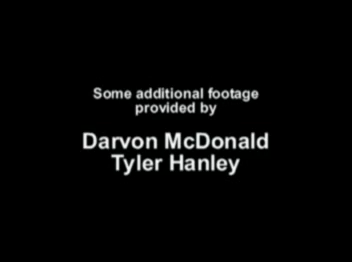 Some additional footage
provided by
Darvon McDonald
Tyler Hanley